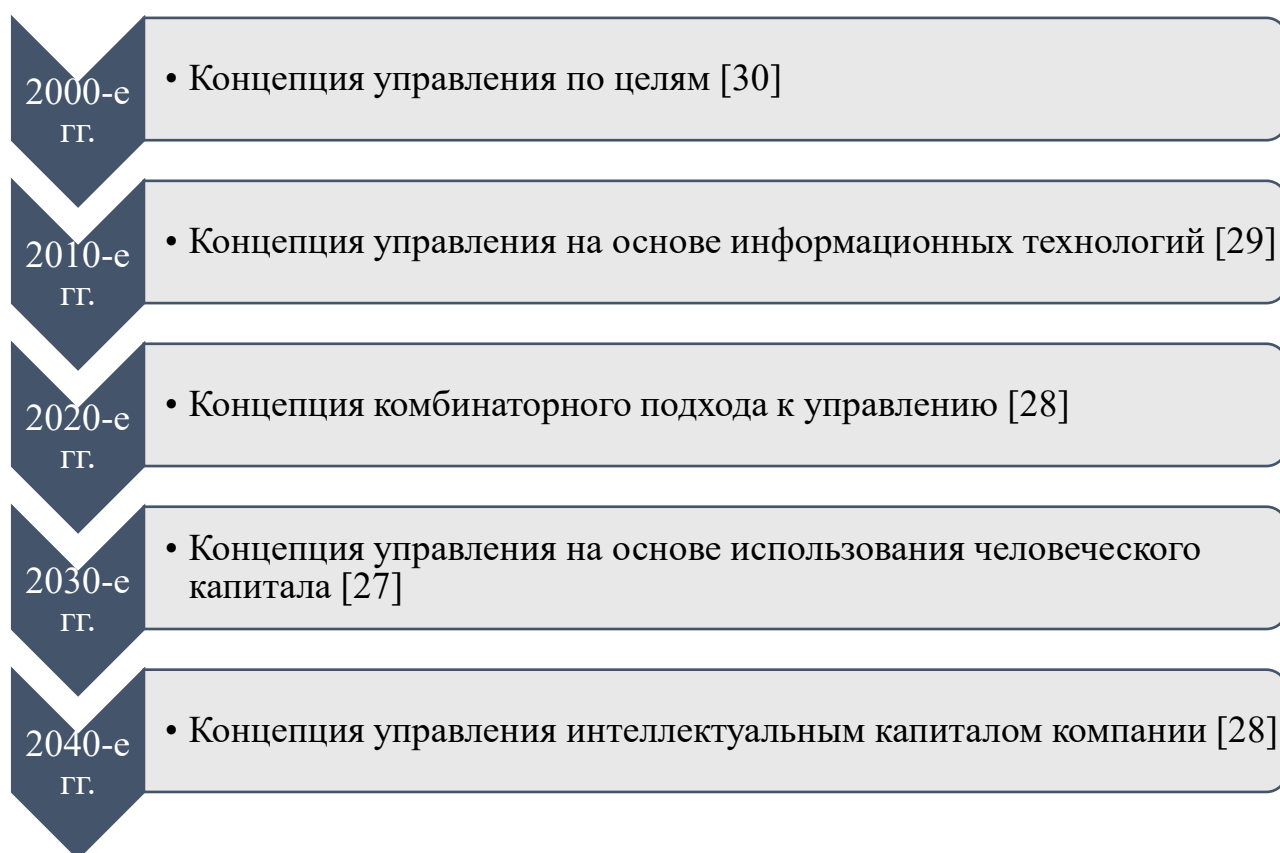 2000-е
гг.
• Концепция управления по целям [30]
2010-е
гг.
• Концепция управления на основе информационных технологий [29]
2020-е
гг.
• Концепция комбинаторного подхода к управлению [28]
2030-е
гг.
• Концепция управления на основе использования человеческого
капитала [27]
2040-е
гг.
• Концепция управления интеллектуальным капиталом компании [28]